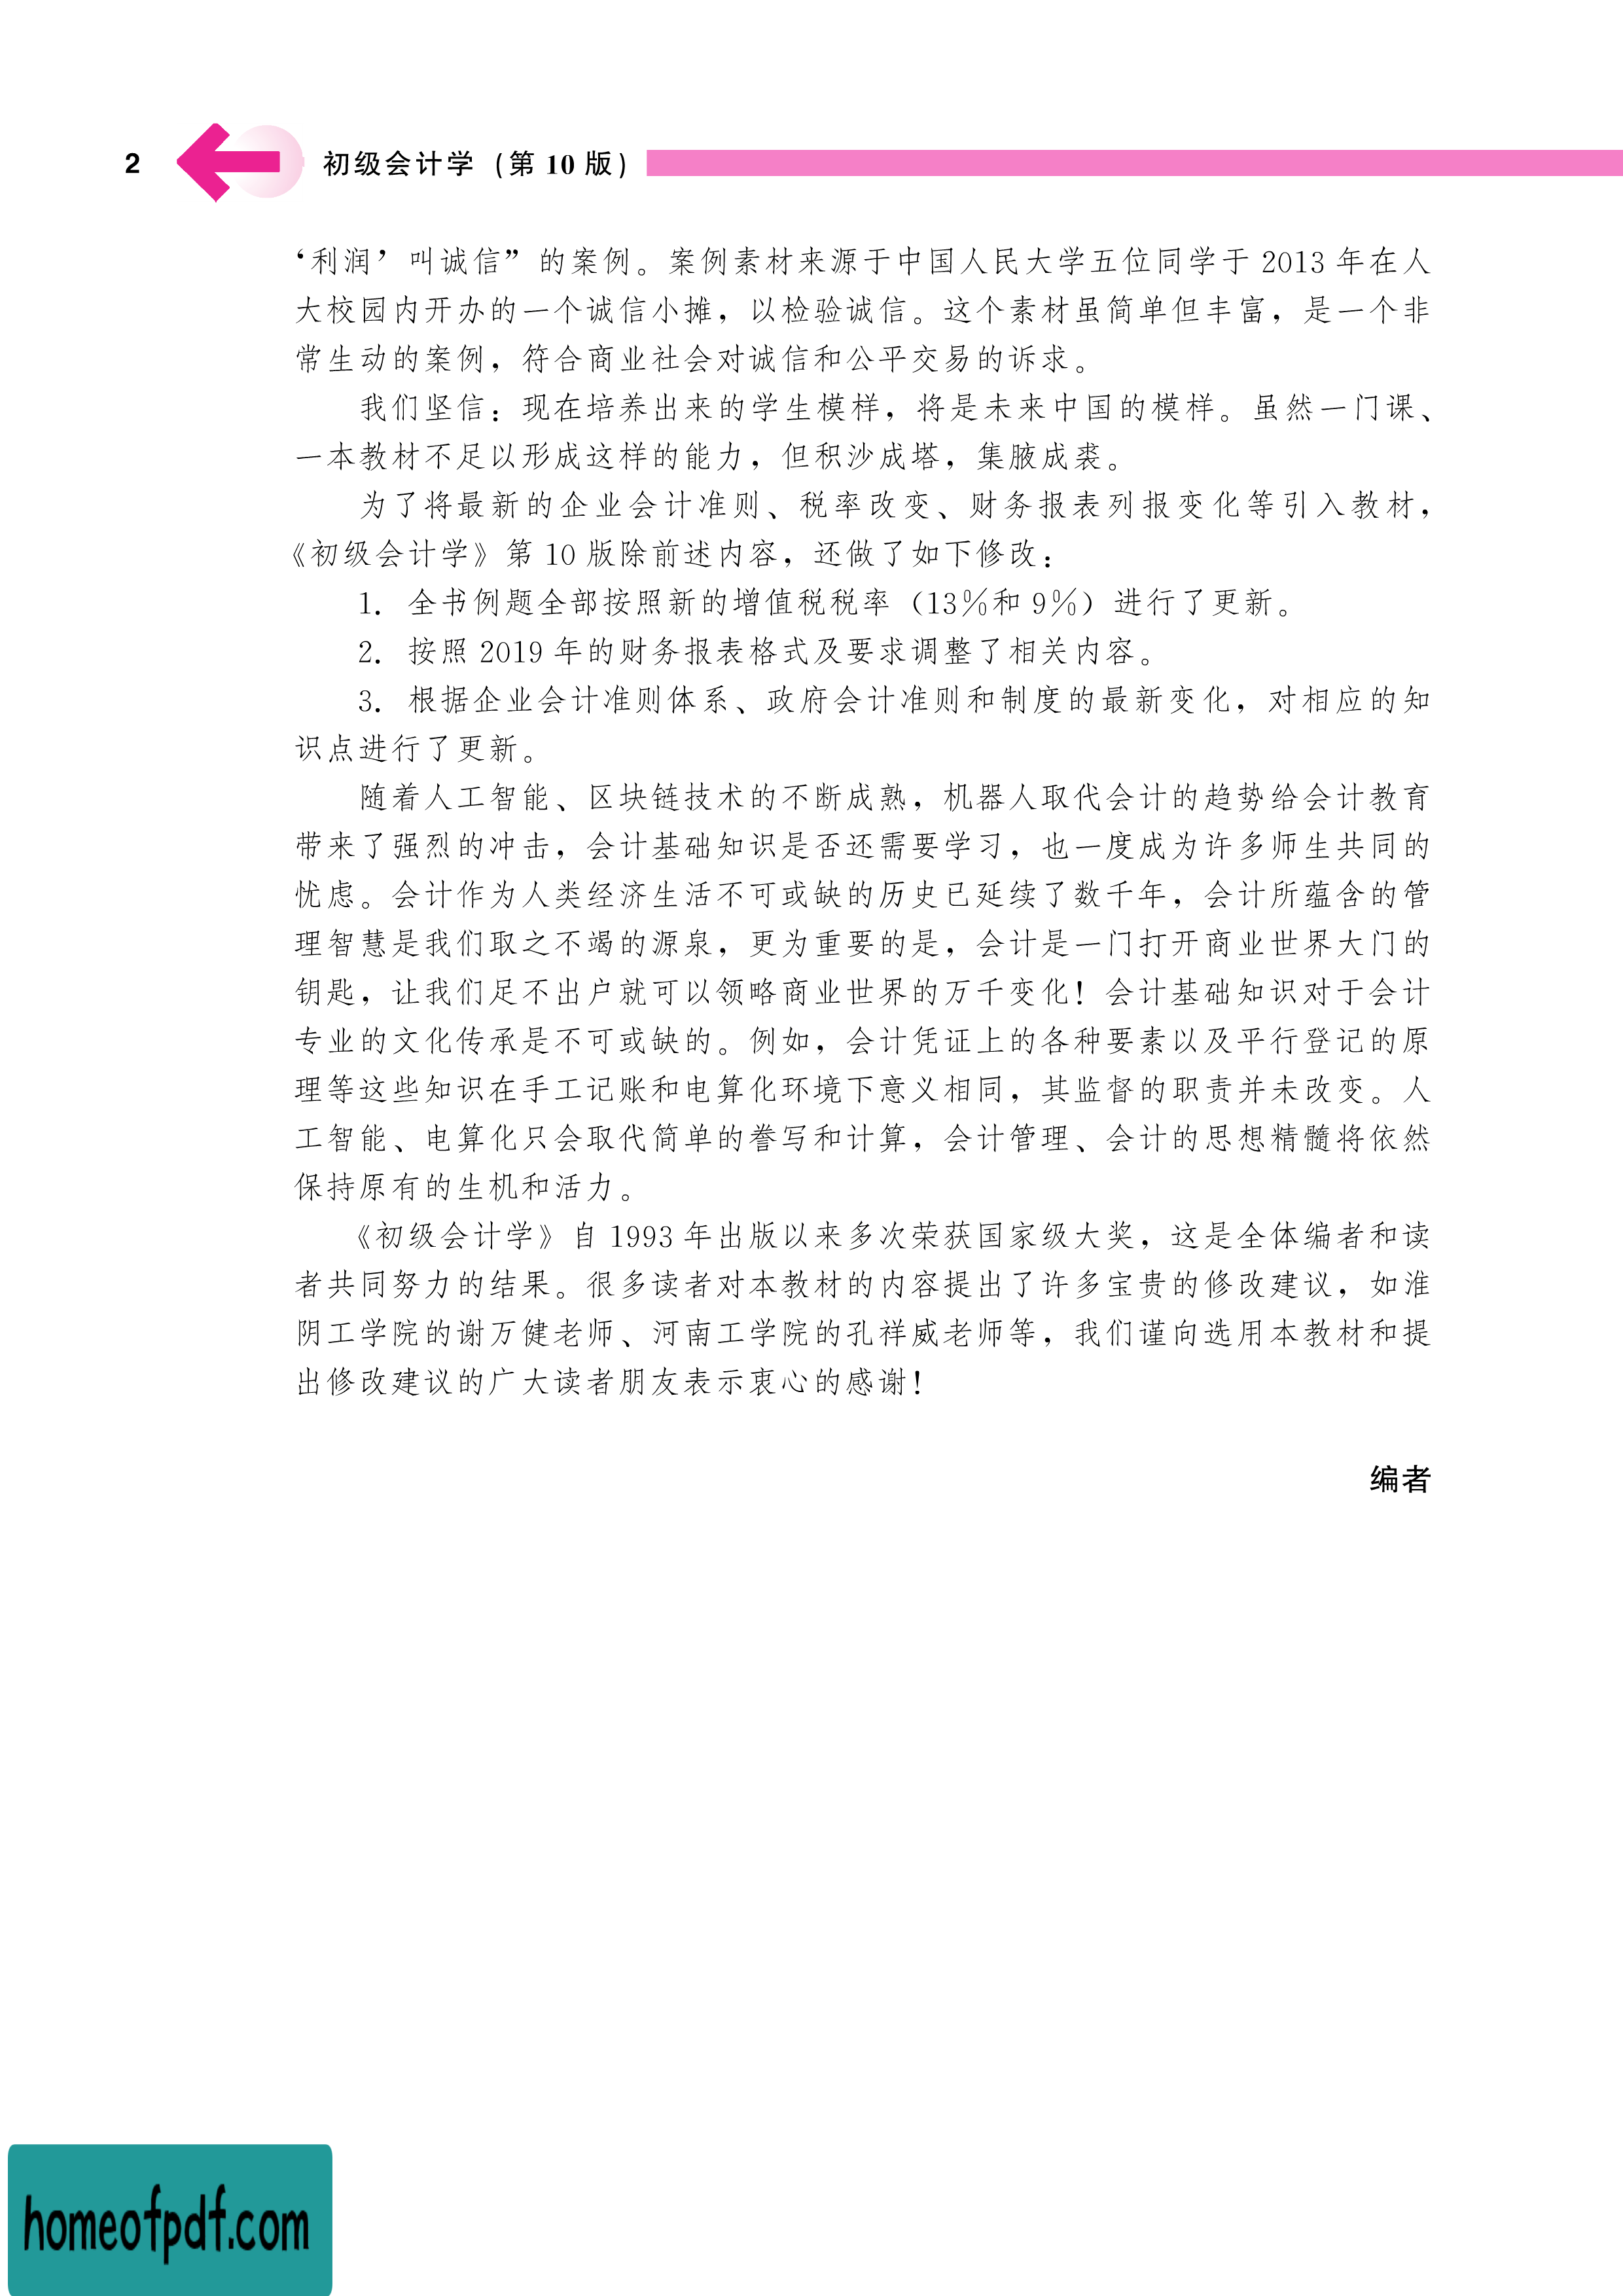 2 初级会计学（第 10 版）
‘利润’叫诚信”的案例。案例素材来源于中国人民大学五位同学于 2013 年在人
大校园内开办的一个诚信小摊，以检验诚信。这个素材虽简单但丰富，是一个非
常生动的案例，符合商业社会对诚信和公平交易的诉求。
我们坚信：现在培养出来的学生模样，将是未来中国的模样。虽然一门课、
一本教材不足以形成这样的能力，但积沙成塔，集腋成裘。
为了将最新的企业会计准则、税率改变、财务报表列报变化等引入教材，
《初级会计学》第 10 版除前述内容，还做了如下修改：
1. 全书例题全部按照新的增值税税率（13%和 9%）进行了更新。
2. 按照 2019 年的财务报表格式及要求调整了相关内容。
3. 根据企业会计准则体系、政府会计准则和制度的最新变化，对相应的知
识点进行了更新。
随着人工智能、区块链技术的不断成熟，机器人取代会计的趋势给会计教育
带来了强烈的冲击，会计基础知识是否还需要学习，也一度成为许多师生共同的
忧虑。会计作为人类经济生活不可或缺的历史已延续了数千年，会计所蕴含的管
理智慧是我们取之不竭的源泉，更为重要的是，会计是一门打开商业世界大门的
钥匙，让我们足不出户就可以领略商业世界的万千变化！会计基础知识对于会计
专业的文化传承是不可或缺的。例如，会计凭证上的各种要素以及平行登记的原
理等这些知识在手工记账和电算化环境下意义相同，其监督的职责并未改变。人
工智能、电算化只会取代简单的誊写和计算，会计管理、会计的思想精髓将依然
保持原有的生机和活力。
《初级会计学》自 1993 年出版以来多次荣获国家级大奖，这是全体编者和读
者共同努力的结果。很多读者对本教材的内容提出了许多宝贵的修改建议，如淮
阴工学院的谢万健老师、河南工学院的孔祥威老师等，我们谨向选用本教材和提
出修改建议的广大读者朋友表示衷心的感谢！
编者
homeofpdf.com